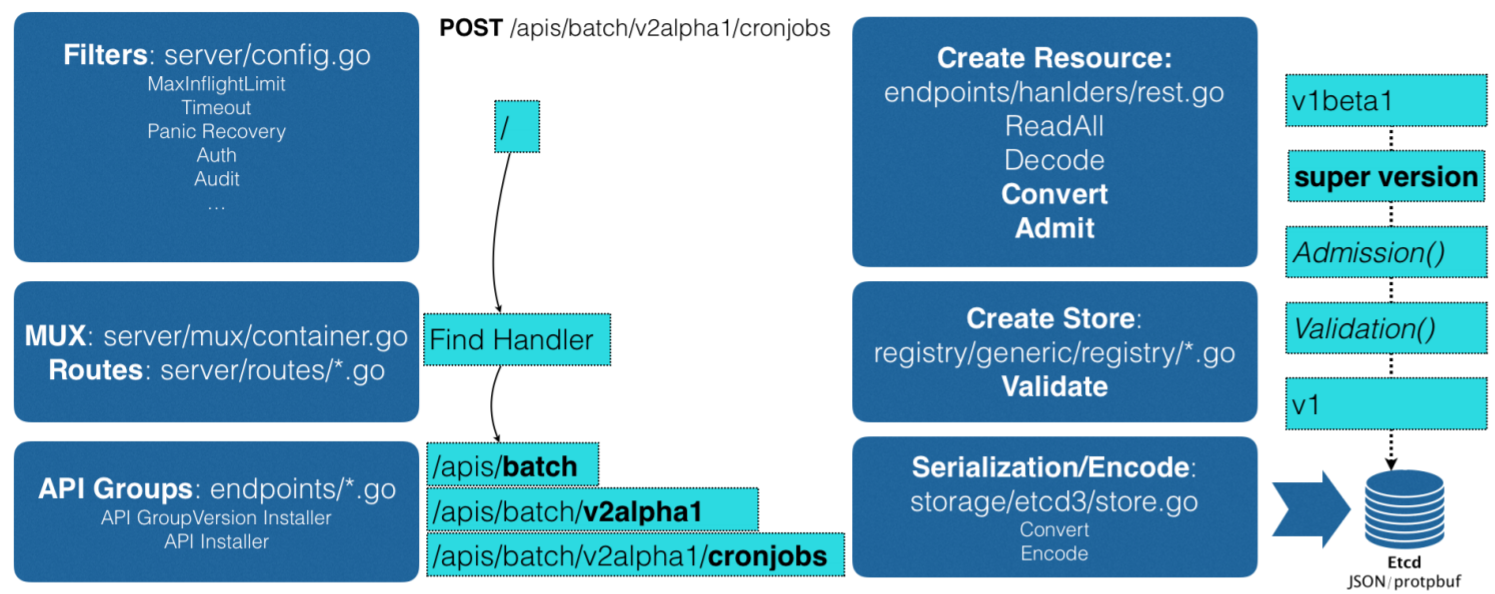 Filters: server/config.go
MaxInflightLimit
Timeout
Panic Recovery
Auth
Audit
...
MUX: server/mux/container.go
Routes: server/routes/*.go
API Groups: endpoints/*.go
API GroupVersion Installer
API Installer
POST /apis/batch/v2alpha1/cronjobs
/
Find Handler
/apis/batch
/apis/batch/v2alpha1
/apis/batch/v2alpha1/cronjobs
Create Resource:
endpoints/hanlders/rest.go
ReadAll
Decode
Convert
Admit
Create Store:
registry/generic/registry/*.go
Validate
Serialization/Encode:
storage/etcd3/store.go
Convert
Encode
v1beta1
super version
Admission()
Validation()
v1
Etcd
JSON/protpbuf